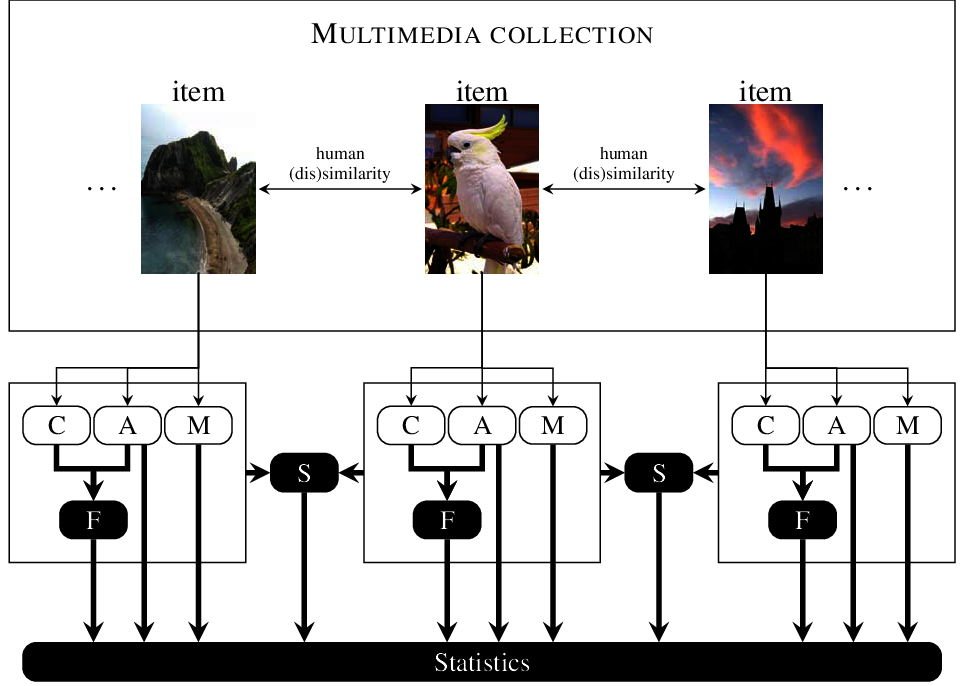 MULTIMEDIA COLLECTION
item item item
human
(dis)similarity
human
(dis)similarity
... ...
C A M C A M C A M
S S
F F F
Statistics